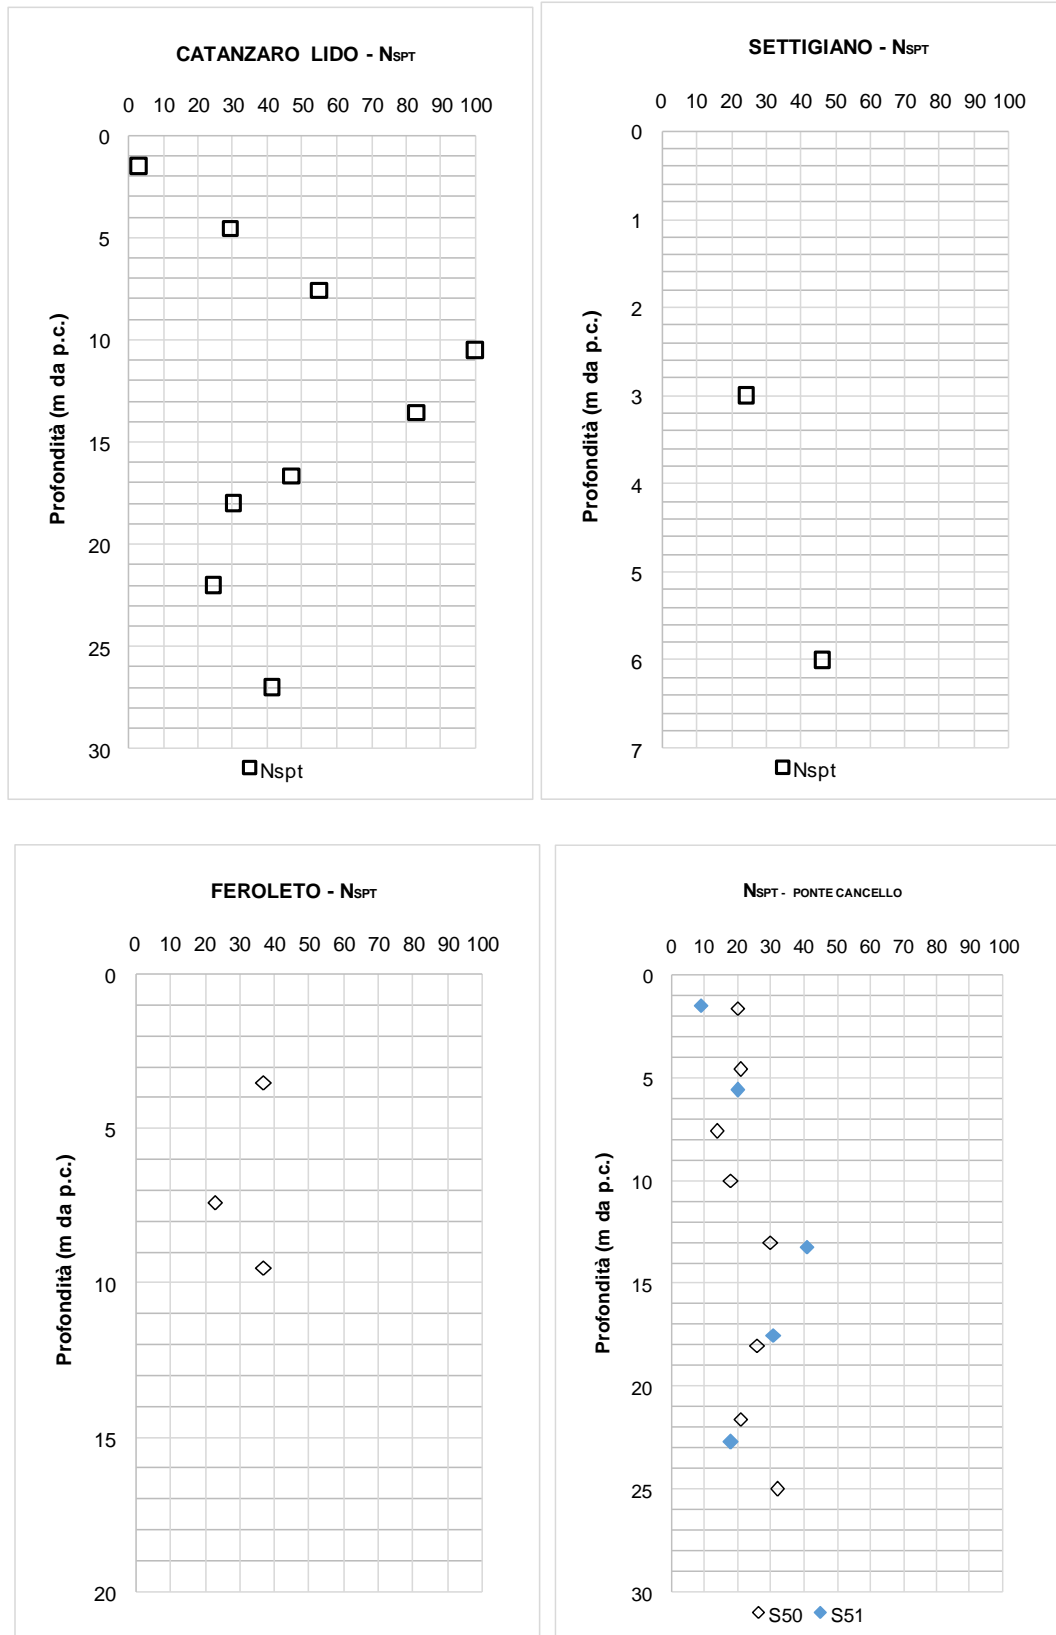 CATANZARO LIDO - NSPT
0 10 20 30 40 50 60 70 80 90 100
0
5
10
15
20
25
30
Profondità (m da p.c.)
Nspt
SETTIGIANO - NSPT
0 10 20 30 40 50 60 70 80 90 100
0
1
2
3
4
5
6
7
Profondità (m da p.c.)
Nspt
FEROLETO - NSPT
0 10 20 30 40 50 60 70 80 90 100
0
5
10
15
20
Profondità (m da p.c.)
NSPT - PONTE CANCELLO
0 10 20 30 40 50 60 70 80 90 100
0
5
10
15
20
25
30
Profondità (m da p.c.)
S50 S51